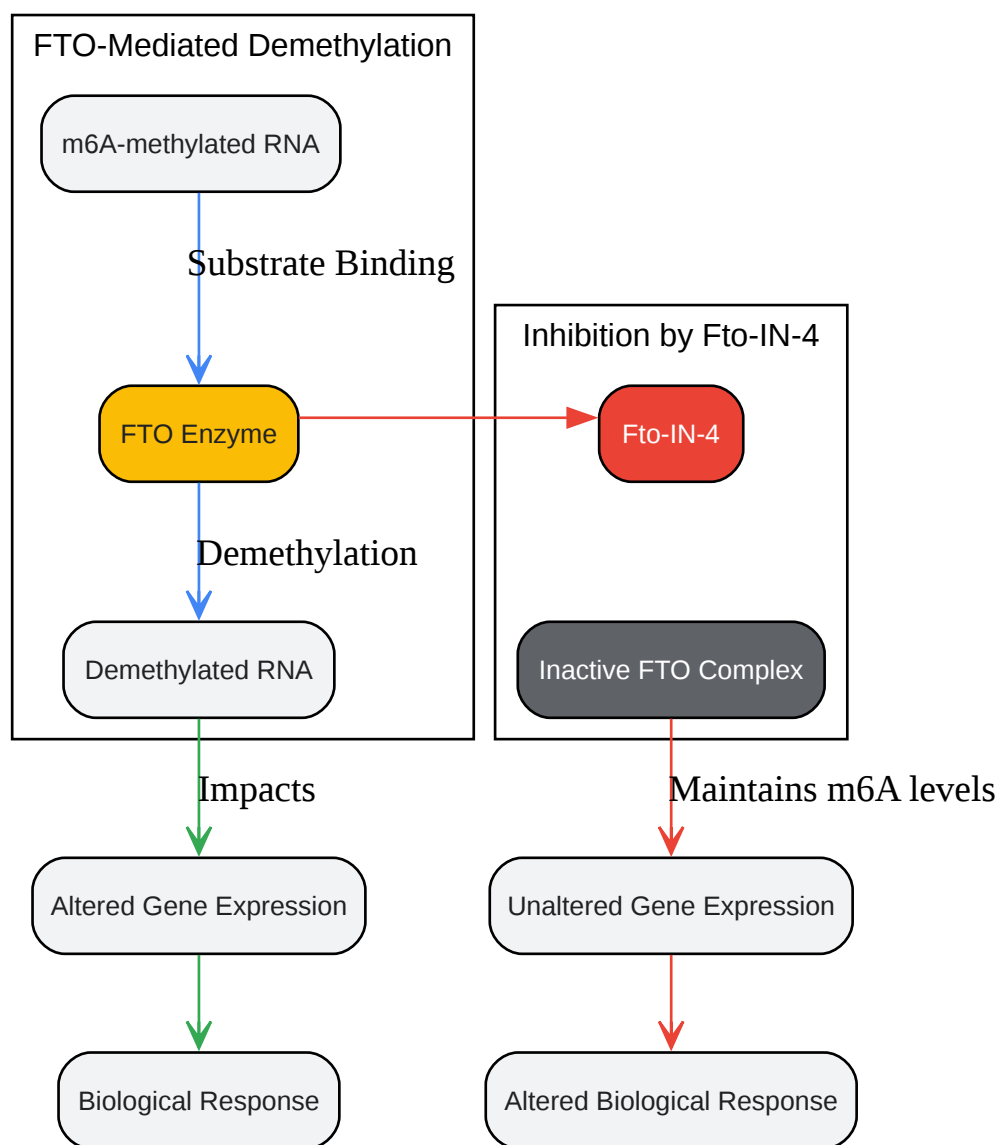 FTO-Mediated Demethylation
m6A-methylated RNA
Substrate Binding
Inhibition by Fto-IN-4
FTO Enzyme
Fto-IN-4
Demethylation
Demethylated RNA
Inactive FTO Complex
Impacts
Maintains m6A levels
Altered Gene Expression
Unaltered Gene Expression
Biological Response
Altered Biological Response